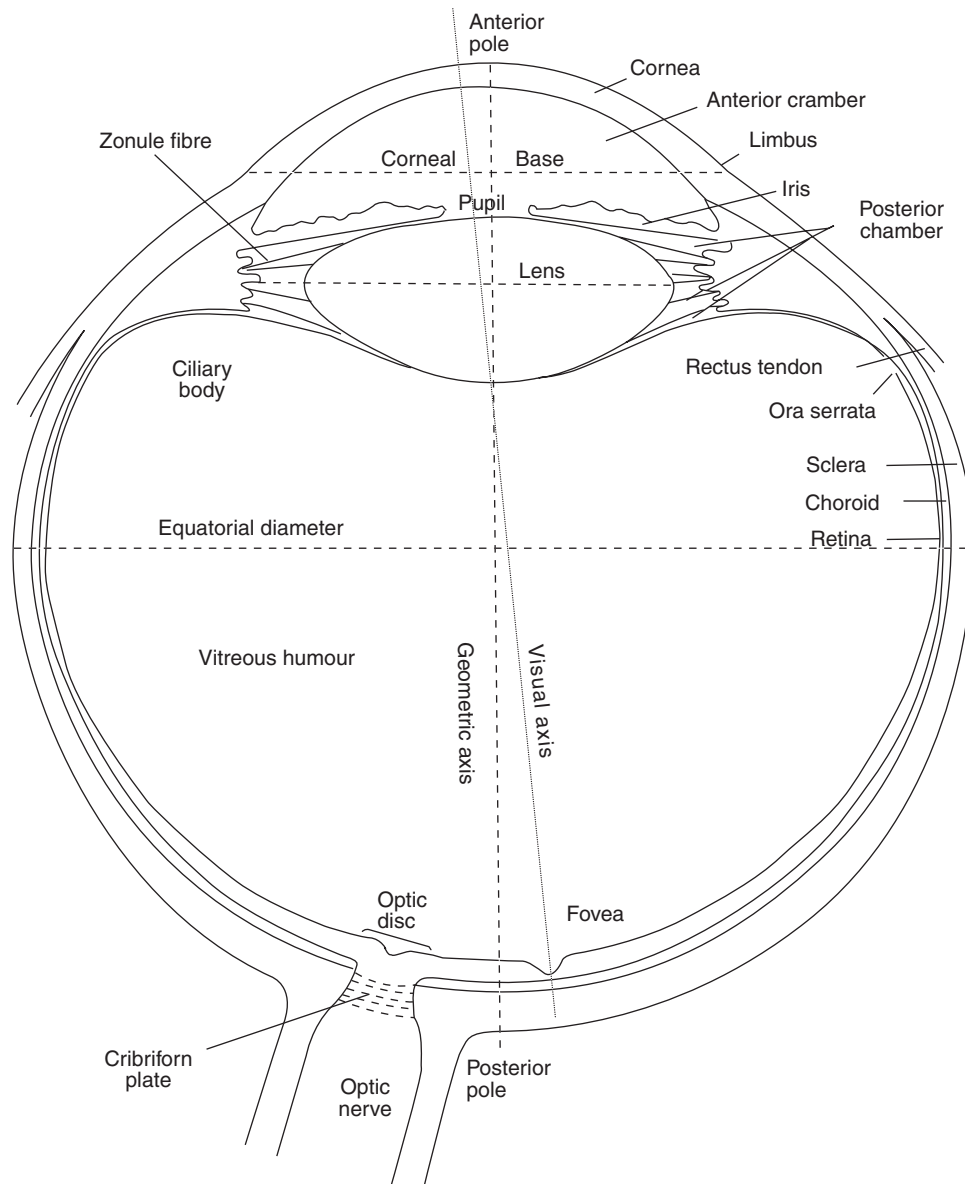 Anterior
pole
Cornea
Anterior cramber
Zonule fibre
Limbus
Corneal Base
Iris
Pupil
Posterior
chamber
Lens
Ciliary
body
Rectus tendon
Ora serrata
Sclera
Choroid
Equatorial diameter
Retina
Vitreous humour
Geometric axis
Visual axis
Optic
disc
Fovea
Cribriforn
plate
Optic
nerve
Posterior
pole